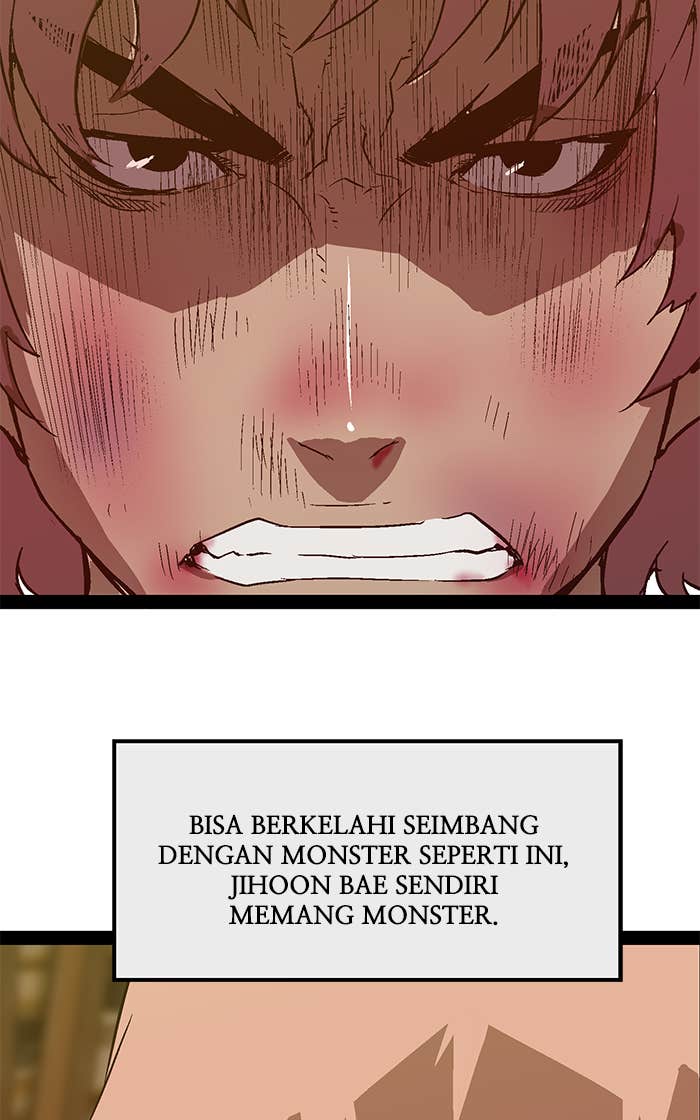 BISA BERKELAHI SEIMBANG
DENGAN MONSTER SEPERTI INI,
JIHOON BAE SENDIRI
MEMANG MONSTER.